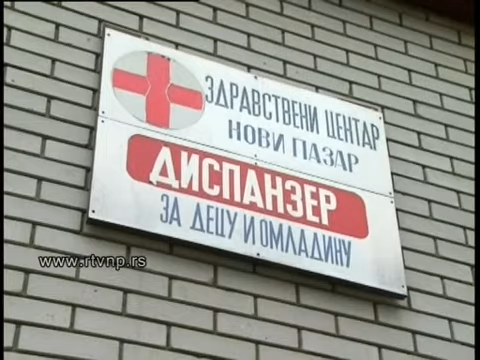 ЗДРАВСТВЕНИ ЦЕНТАР
НОВИ ПАЗАР
ДИСПАНЗЕР
ЗА ДЕЦУ И ОМЛАДИНУ
www.rtvnp.rs